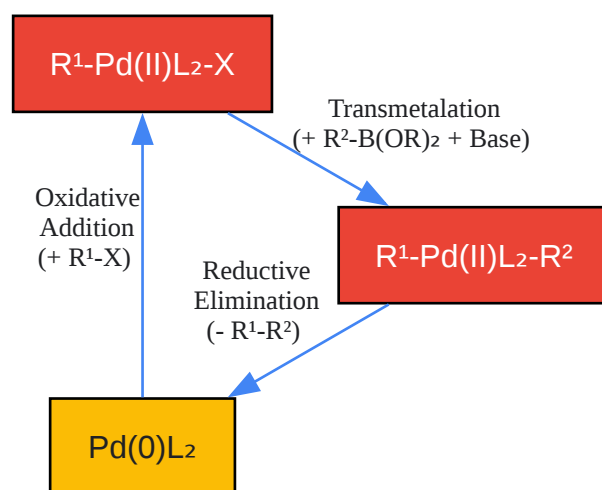 R¹-Pd(II)L₂-X
Transmetalation
(+ R²-B(OR)₂ + Base)
Oxidative
Addition
(+ R¹-X)
R¹-Pd(II)L₂-R²
Reductive
Elimination
(- R¹-R²)
Pd(0)L₂